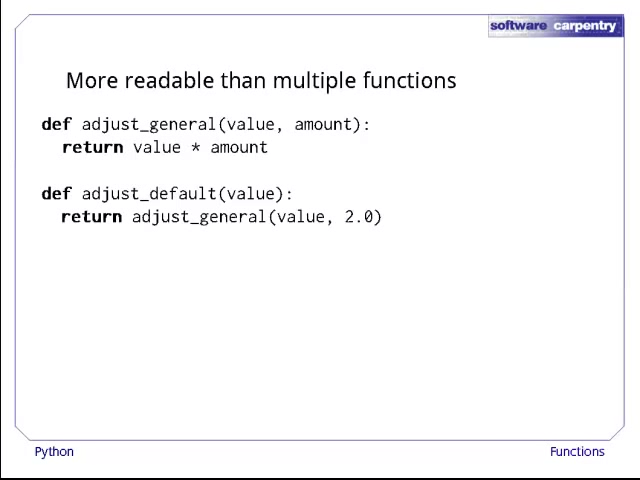 software carpentry
More readable than multiple functions
def adjust_general(value, amount):
  return value * amount
def adjust_default(value):
  return adjust_general(value, 2.0)
Python
Functions